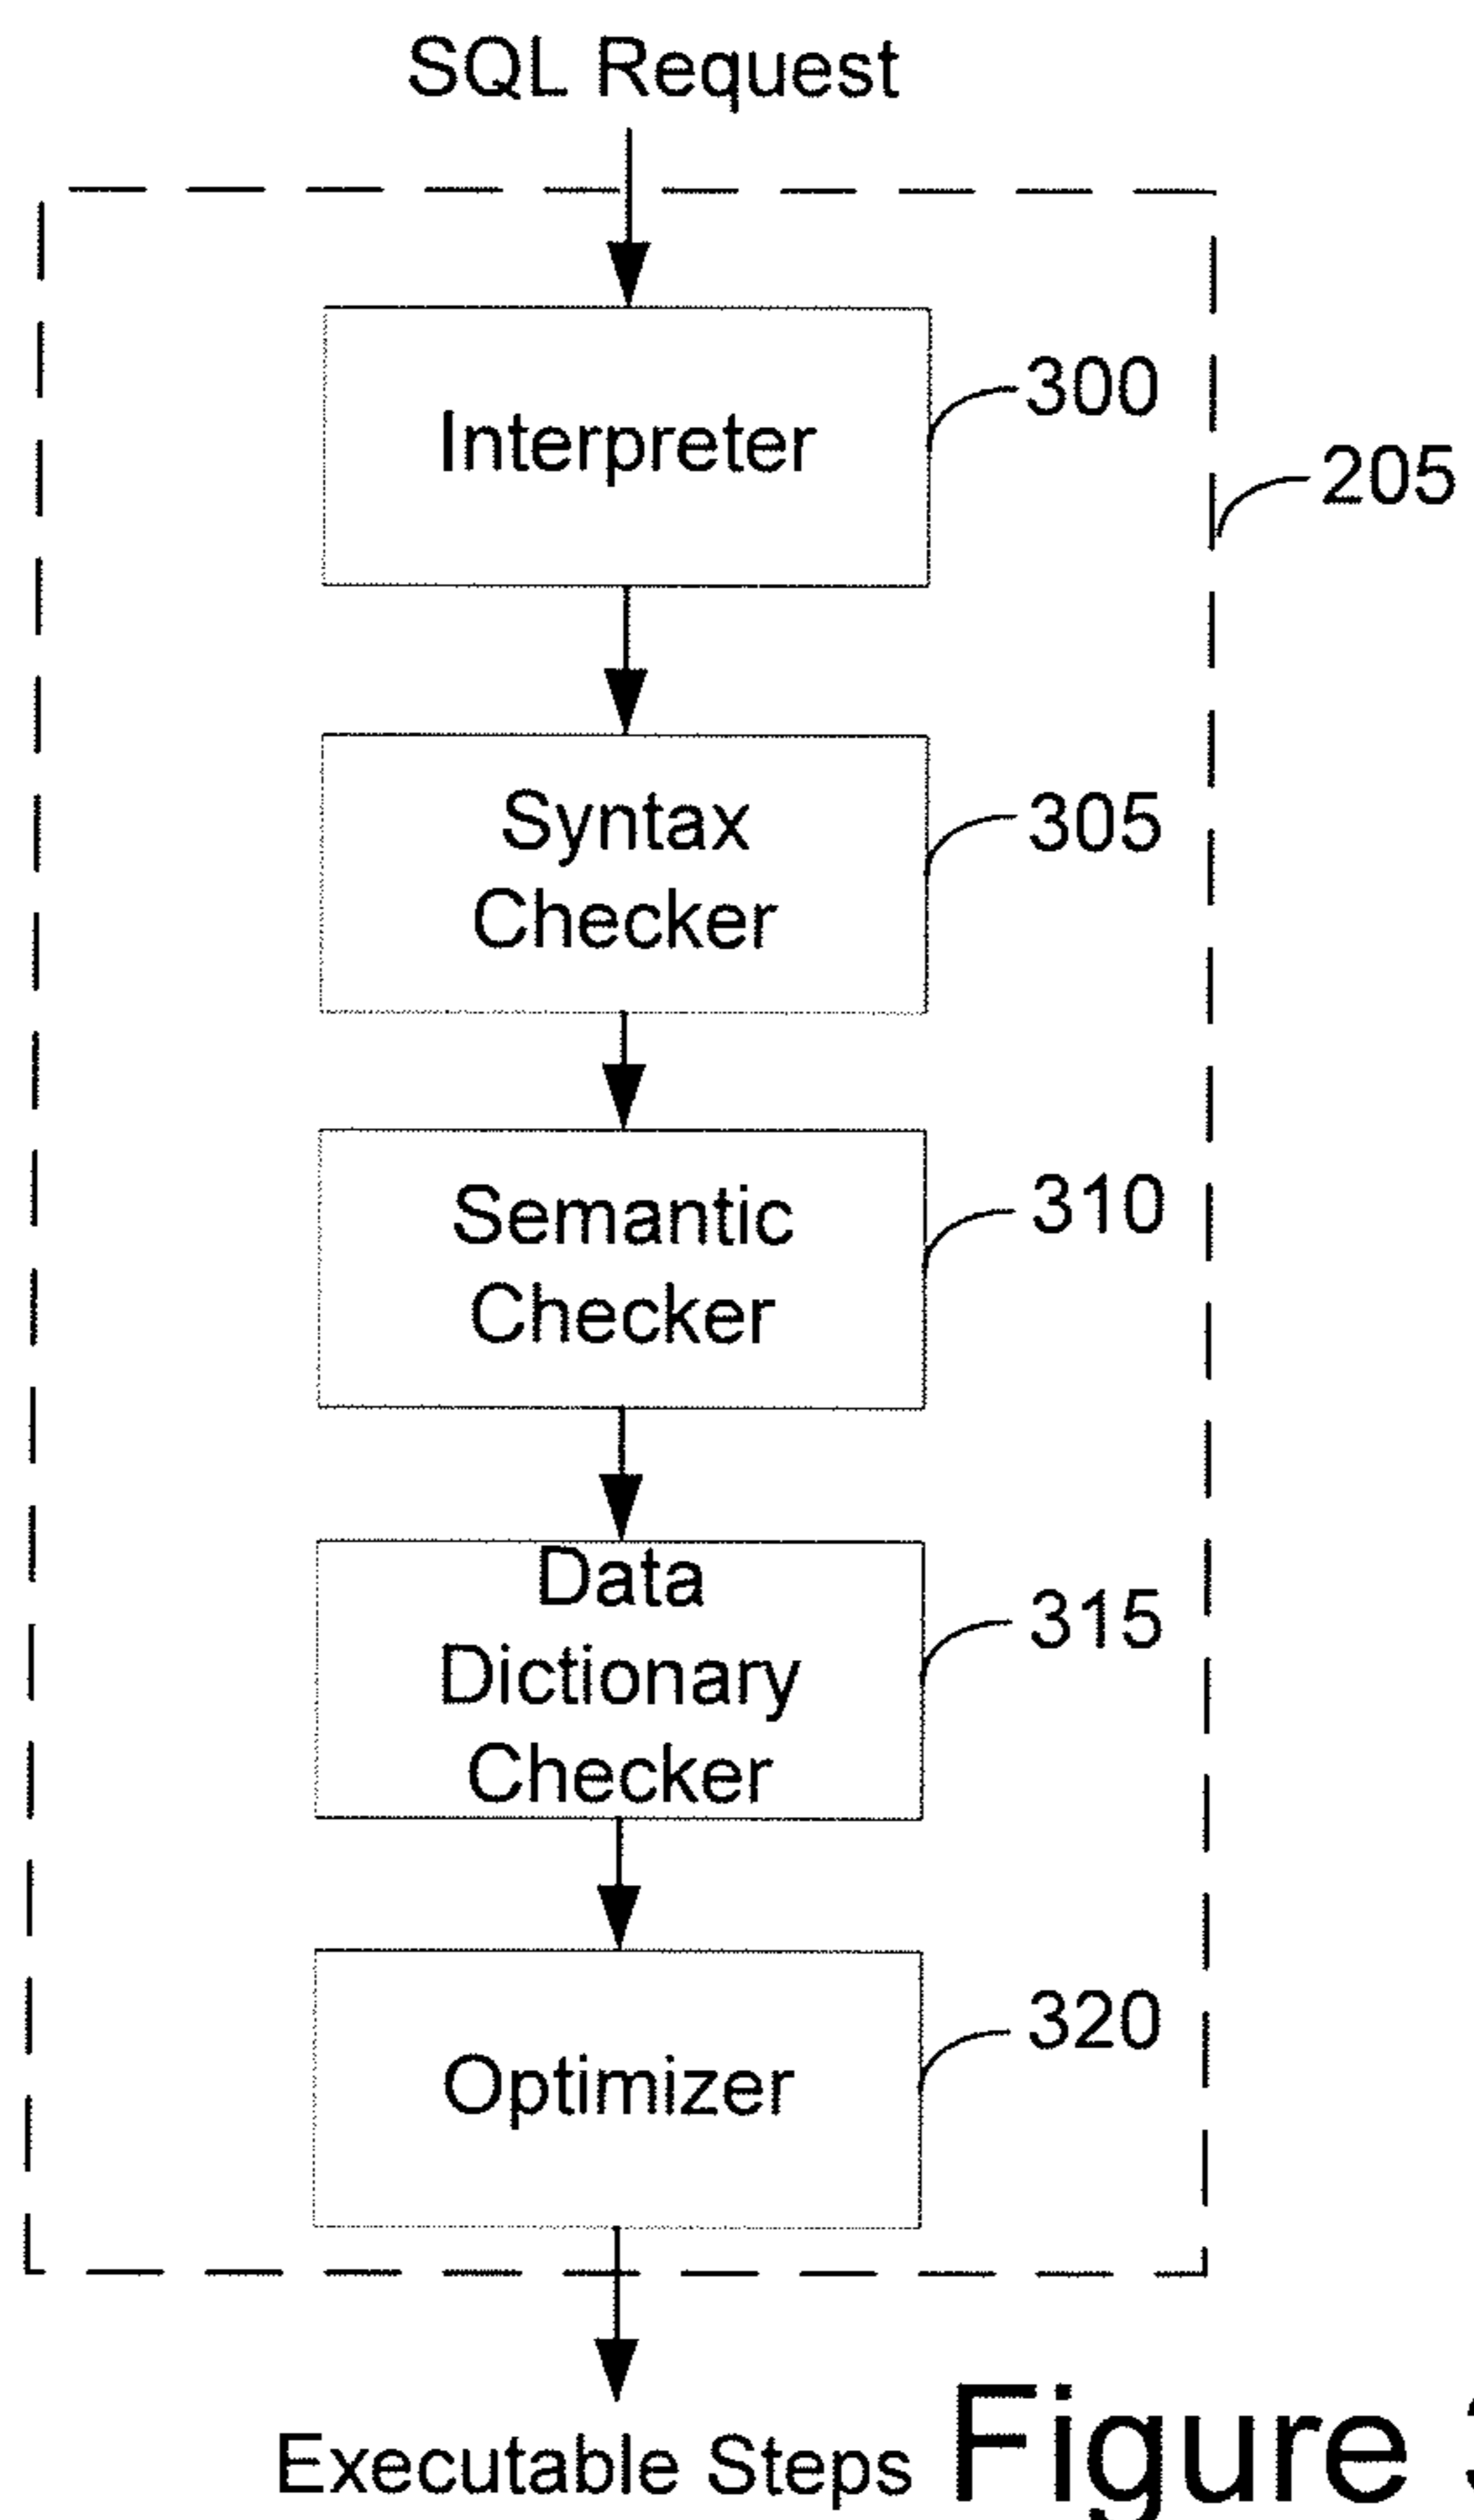 SQL Request
Interpreter
300
205
Syntax
Checker
305
Semantic
Checker
310
Data
Dictionary
Checker
315
Optimizer
320
Executable Steps
Figure